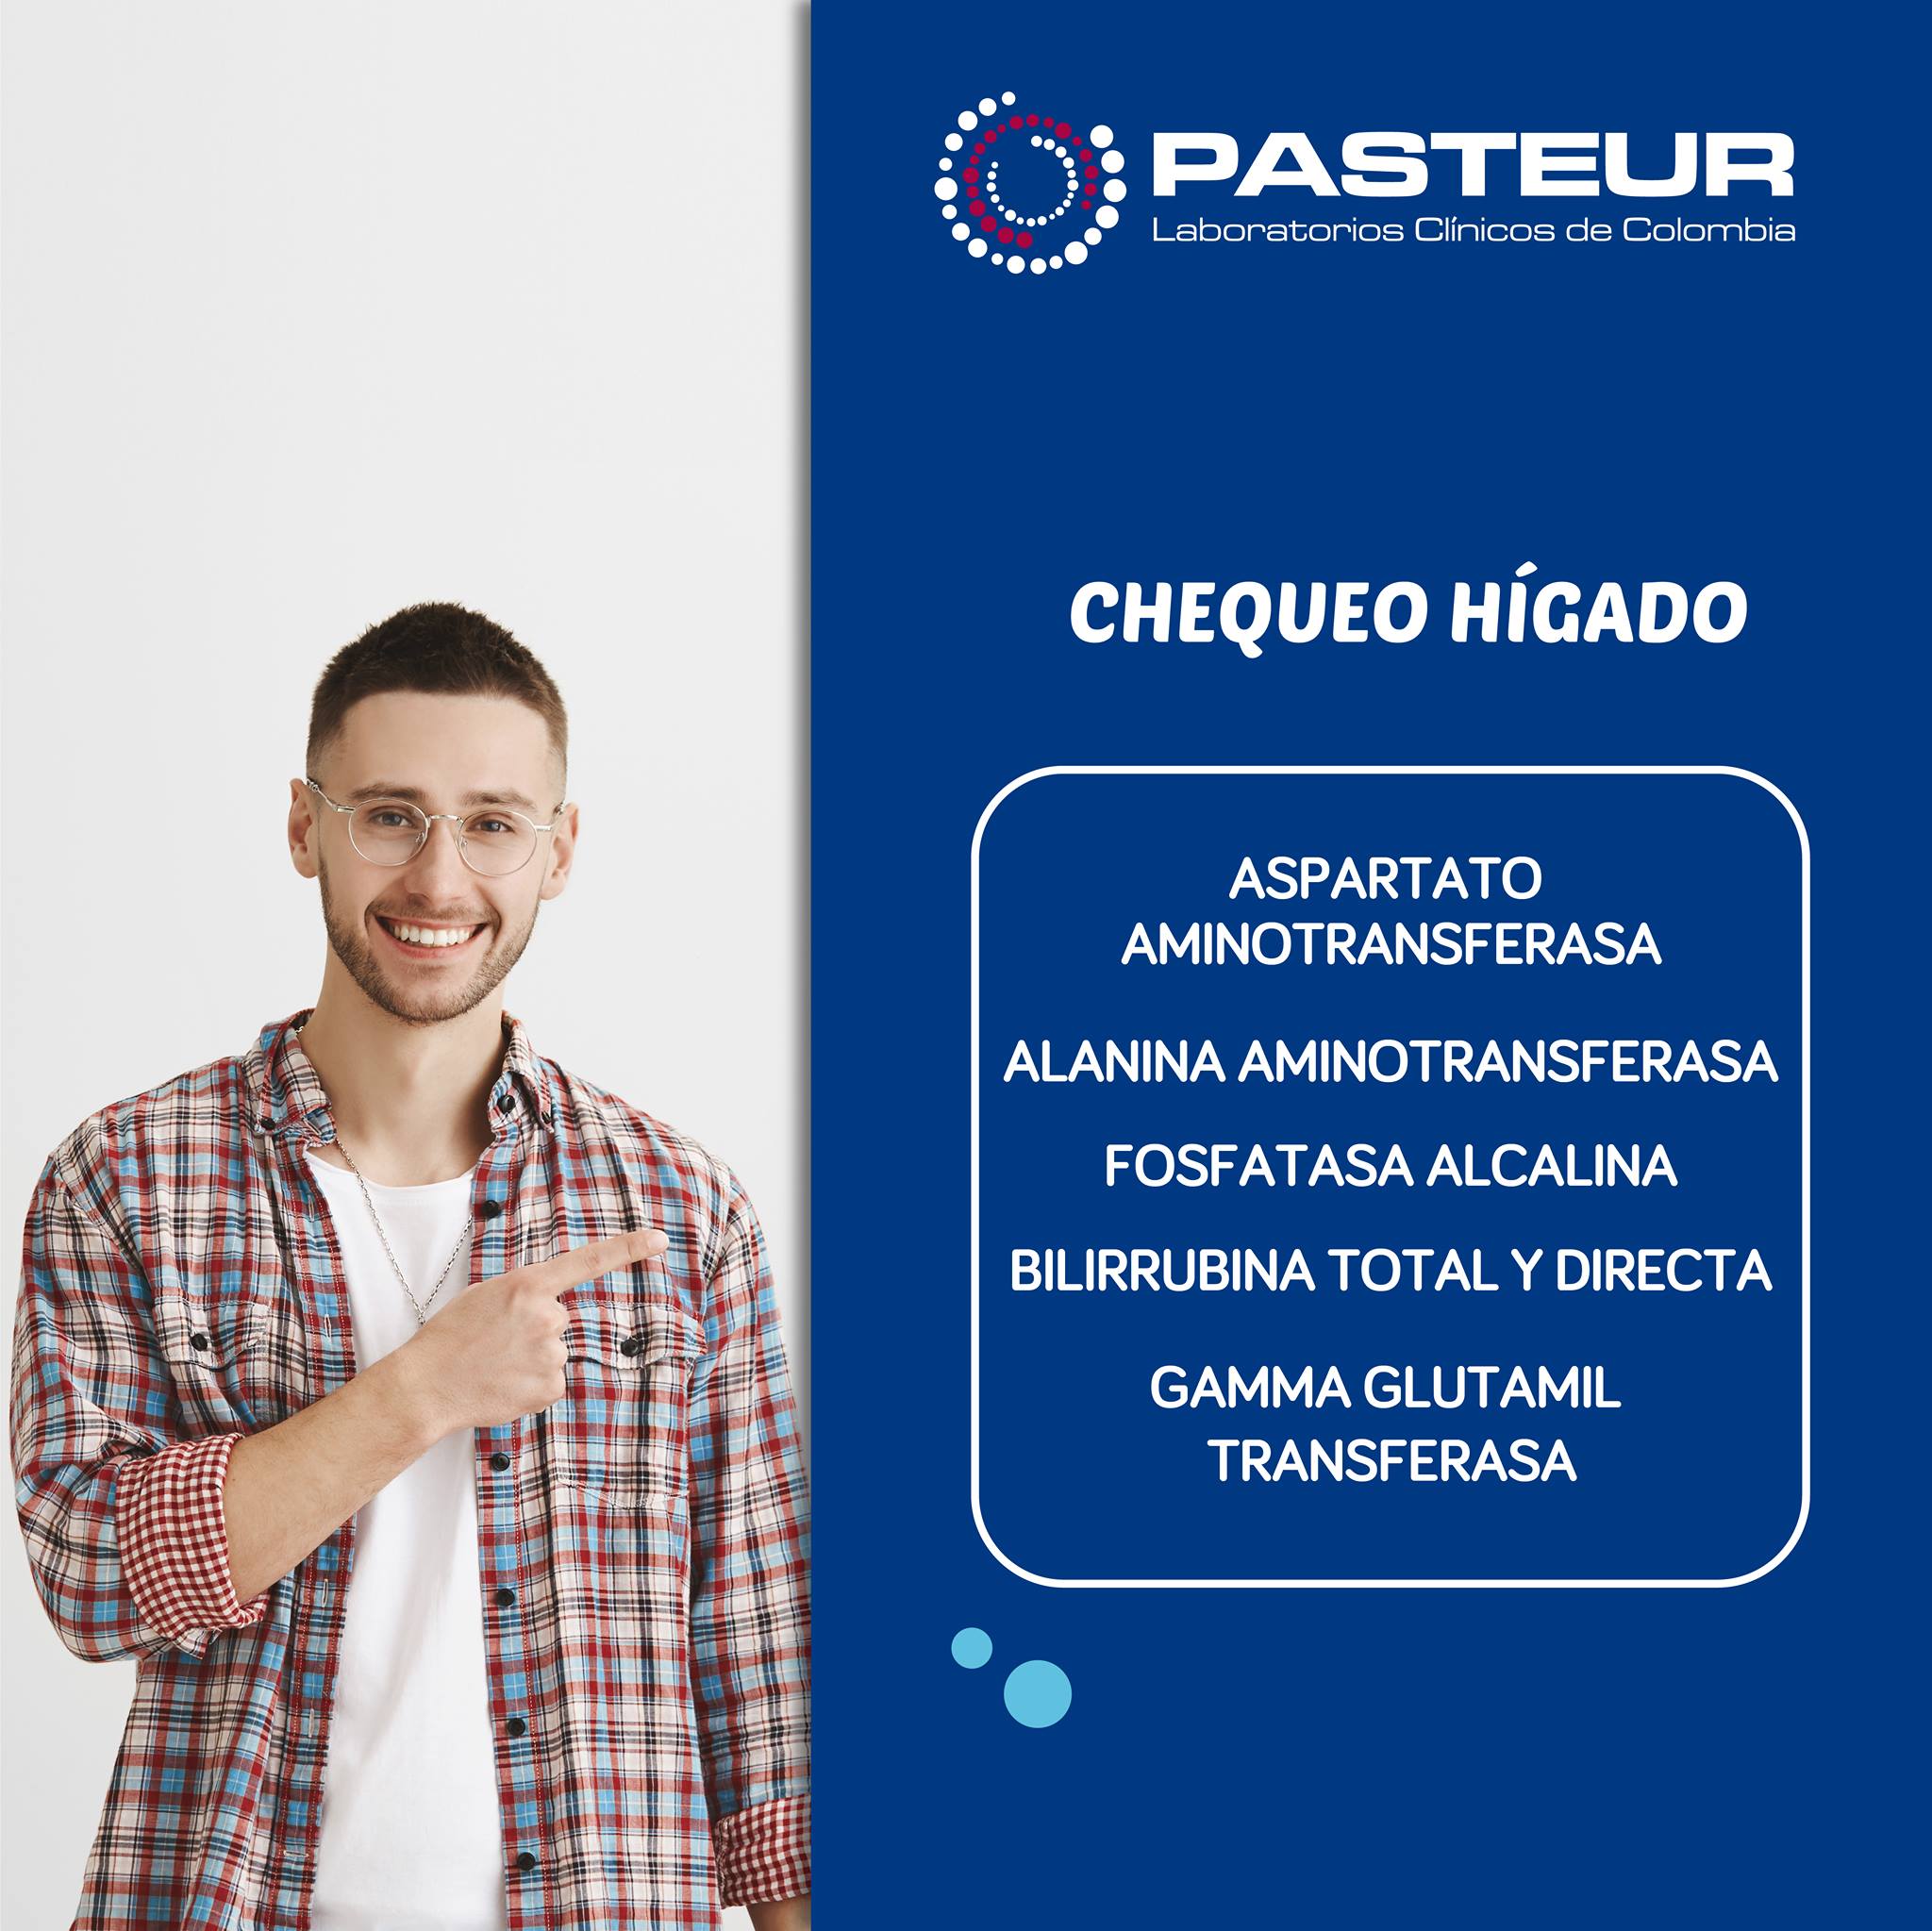 PASTEUR
Laboratorios Clínicos de Colombia
CHEQUEO HÍGADO
ASPARTATO
AMINOTRANSFERASA
ALANINA AMINOTRANSFERASA
FOSFATASA ALCALINA
BILIRRUBINA TOTAL Y DIRECTA
GAMMA GLUTAMIL
TRANSFERASA